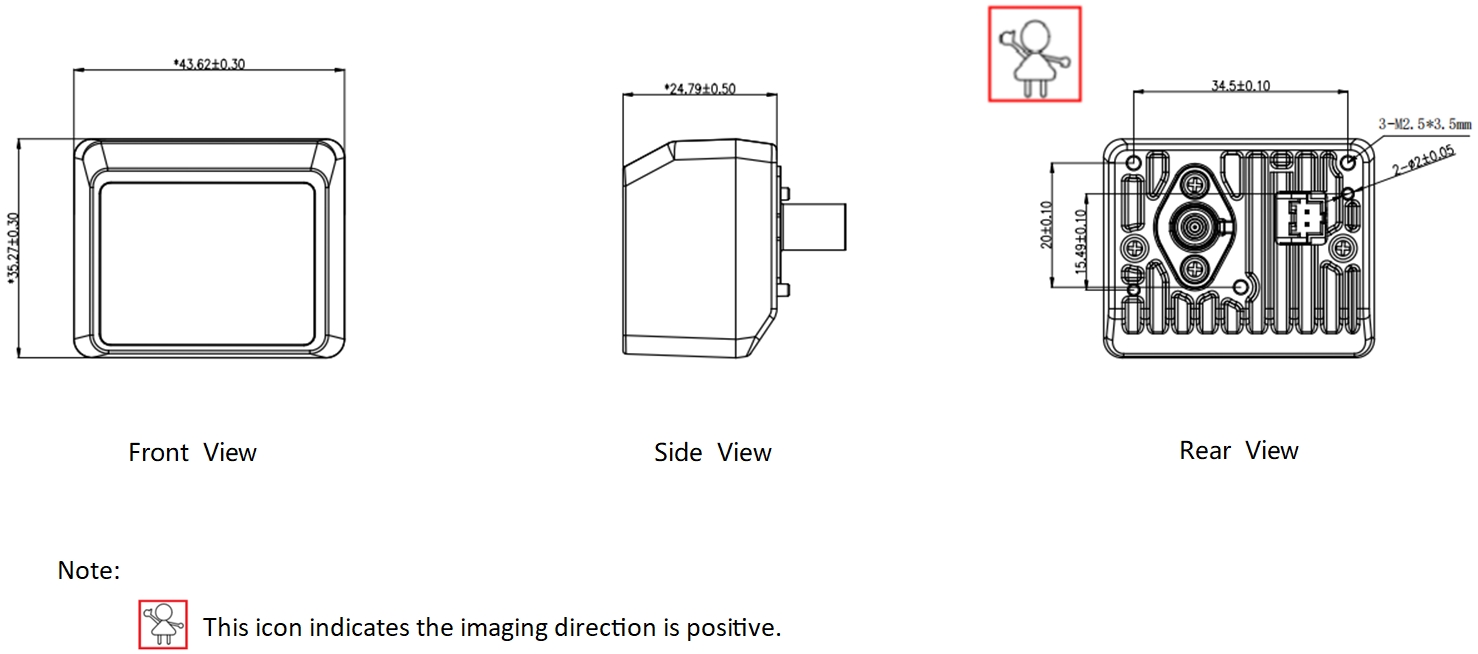 *43.62±0.30
*35.27±0.30
*24.79±0.50
34.5±0.10
3-M2.5*3.5mm
2-ø2±0.05
20±0.10
15.49±0.10
Front View
Side View
Rear View
Note:
This icon indicates the imaging direction is positive.